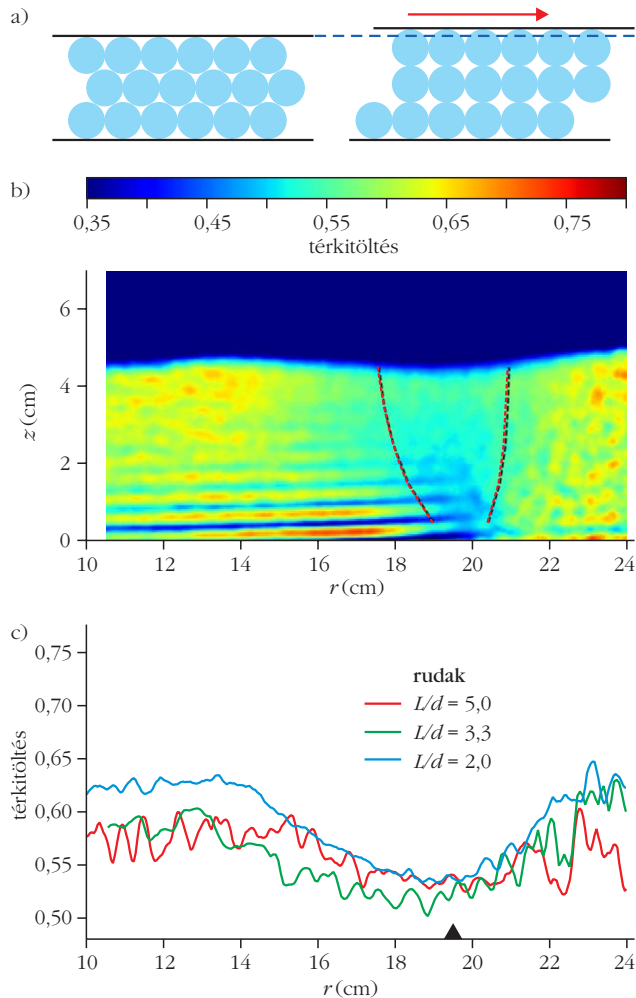 a)
b)
0,35 0,45 0,55 0,65 0,75
térkitöltés
6
4
2
0
z (cm)
10 12 14 16 18 20 22 24
r (cm)
c)
0,75
0,70
0,65
0,60
0,55
0,50
térkitöltés
rudak
L/d = 5,0
L/d = 3,3
L/d = 2,0
10 12 14 16 18 20 22 24
r (cm)